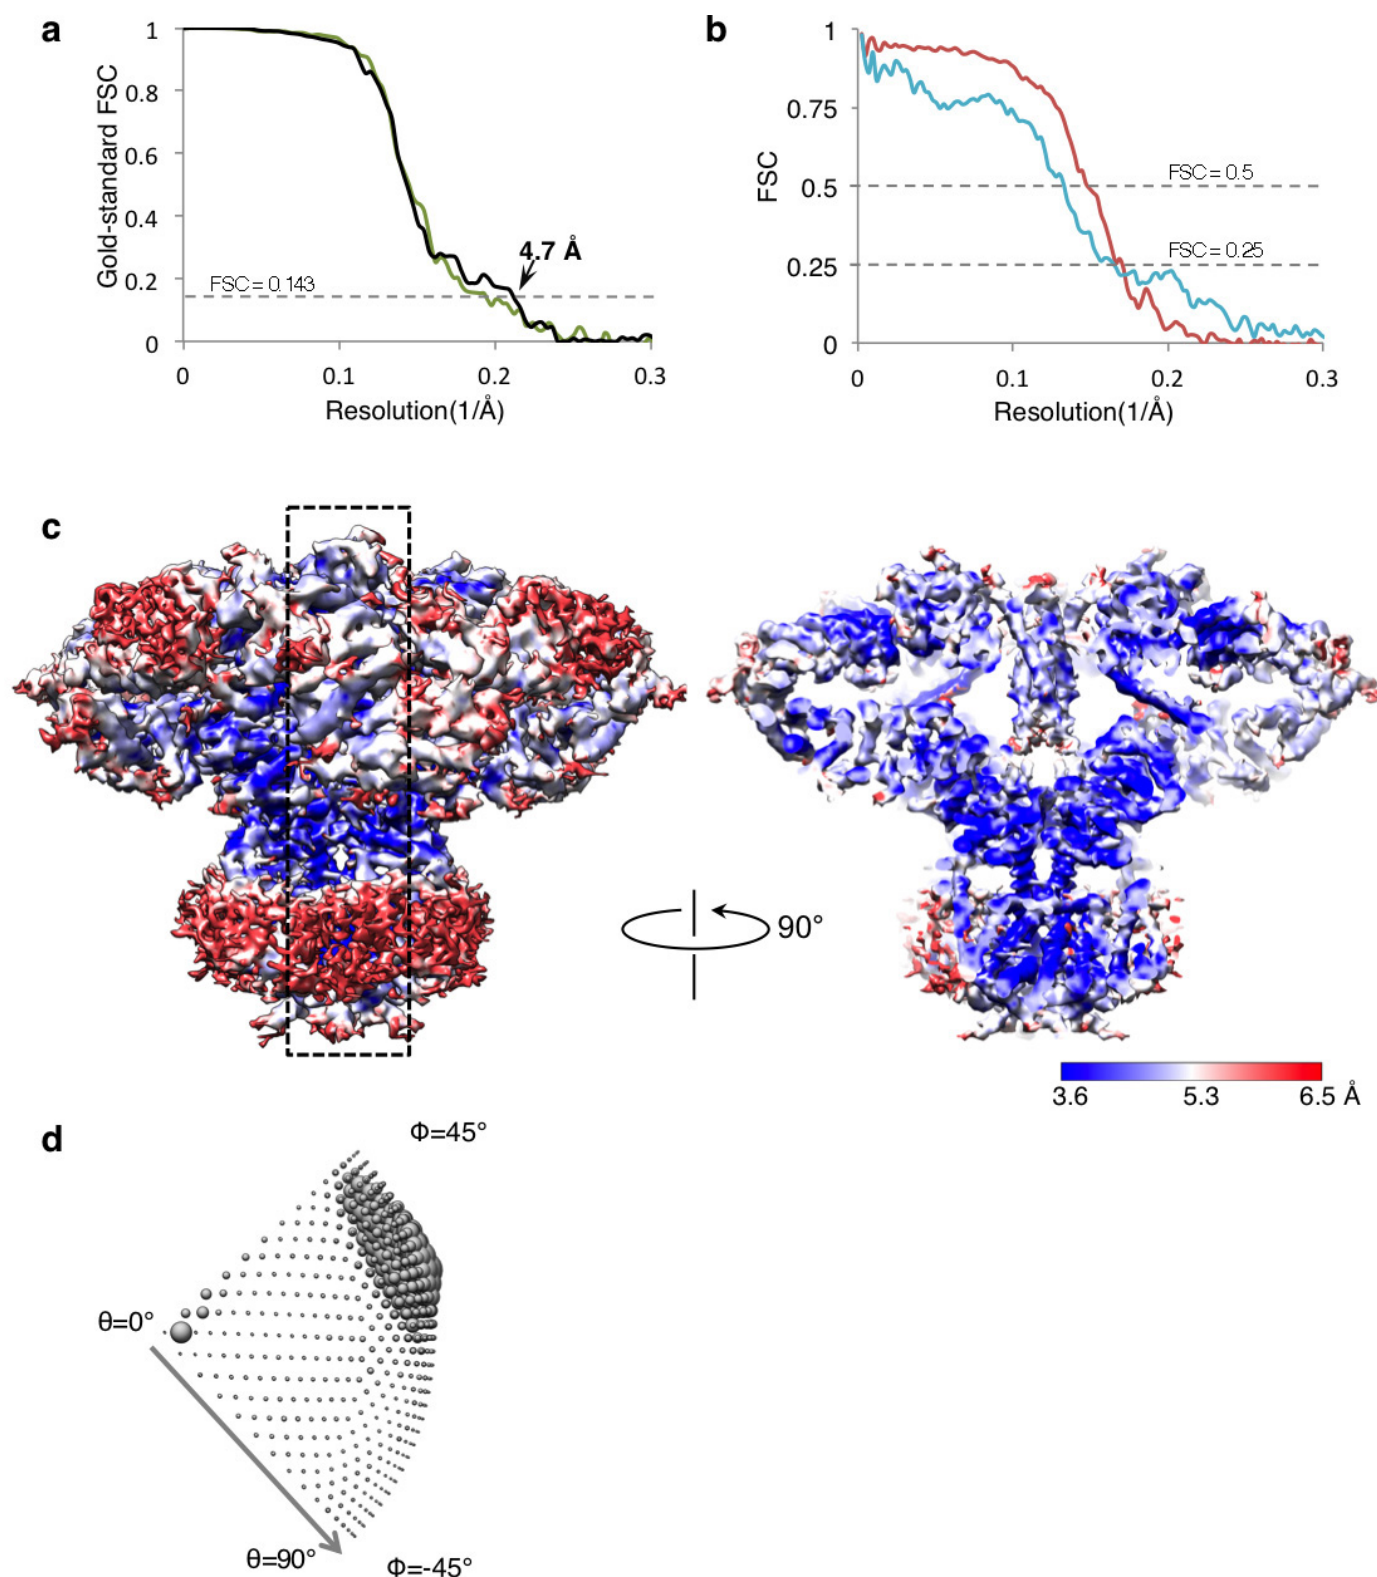 a
1
0.8
0.6
0.4
0.2
0
Gold-standard FSC
FSC = 0.143
4.7 Å
0 0.1 0.2 0.3
Resolution(1/Å)
b
1
0.75
0.5
0.25
0
FSC
FSC = 0.5
FSC = 0.25
0 0.1 0.2 0.3
Resolution(1/Å)
c
90°
3.6 5.3 6.5 Å
d
Φ=45°
θ=0°
θ=90°
Φ=-45°